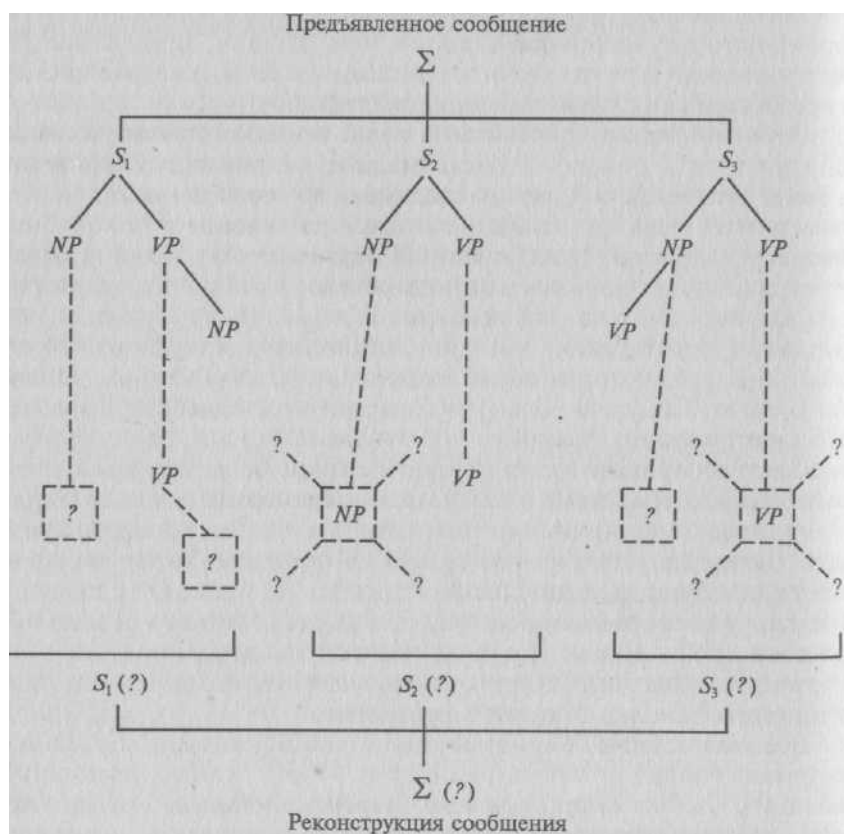 Предъявленное сообщение
Σ
S₁ S₂ S₃
NP VP NP VP NP VP
NP VP
? ? ? ?
VP VP
? NP ? VP
?
? ? ? ?
S₁ (?) S₂ (?) S₃ (?)
Σ (?)
Реконструкция сообщения